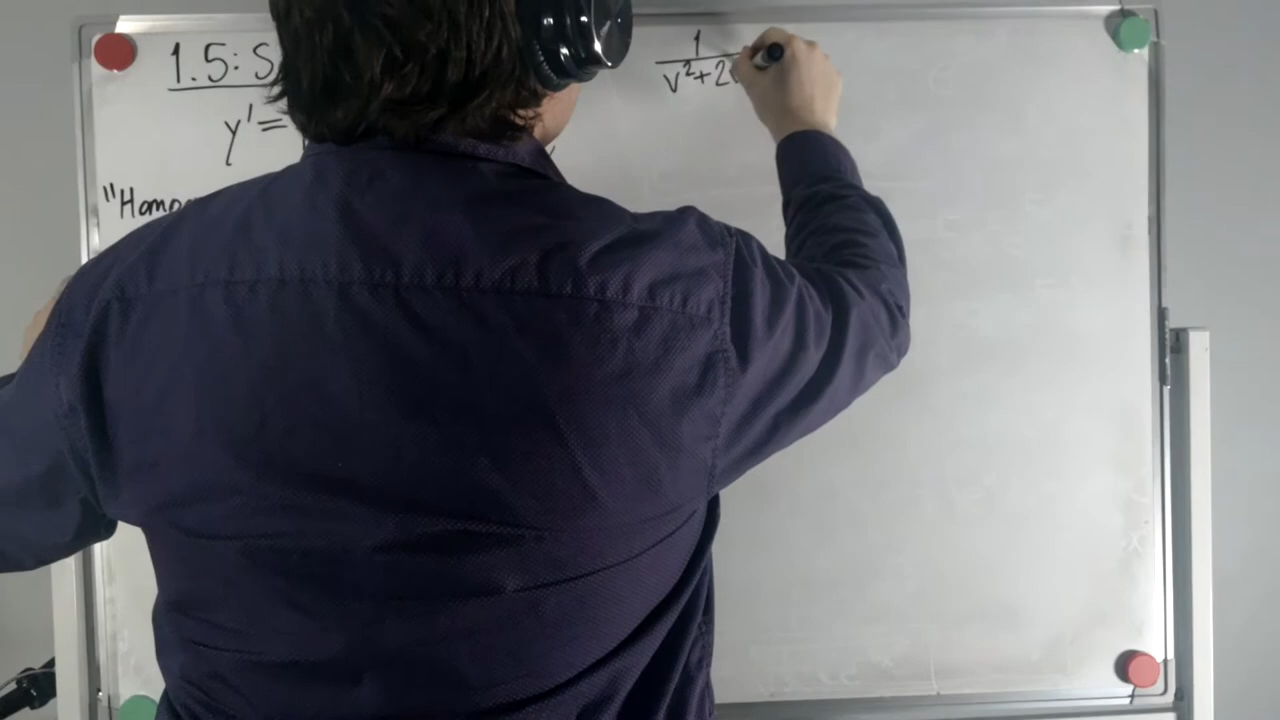 1.5: S
y' =
"Homo
1
v²+2